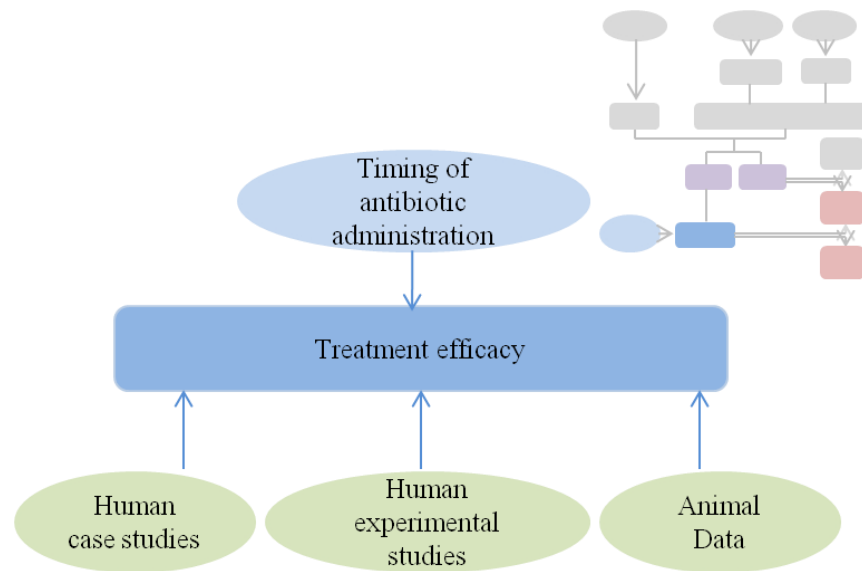 Timing of
antibiotic
administration
Treatment efficacy
Human
case studies
Human
experimental
studies
Animal
Data